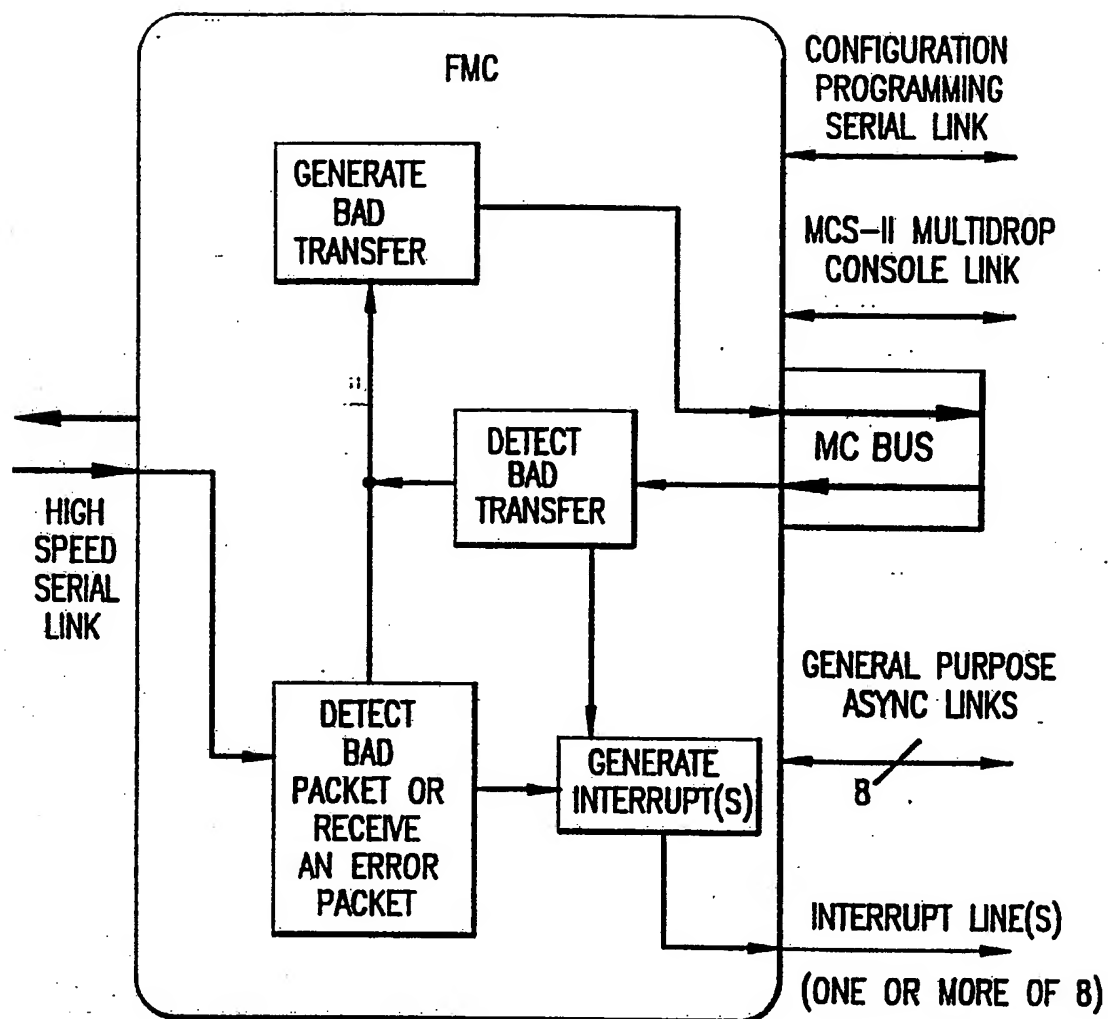 FMC
CONFIGURATION
PROGRAMMING
SERIAL LINK
GENERATE
BAD
TRANSFER
MCS-II MULTIDROP
CONSOLE LINK
DETECT
BAD
TRANSFER
MC BUS
HIGH
SPEED
SERIAL
LINK
DETECT
BAD
PACKET OR
RECEIVE
AN ERROR
PACKET
GENERATE
INTERRUPT(S)
GENERAL PURPOSE
ASYNC LINKS
8
INTERRUPT LINE(S)
(ONE OR MORE OF 8)